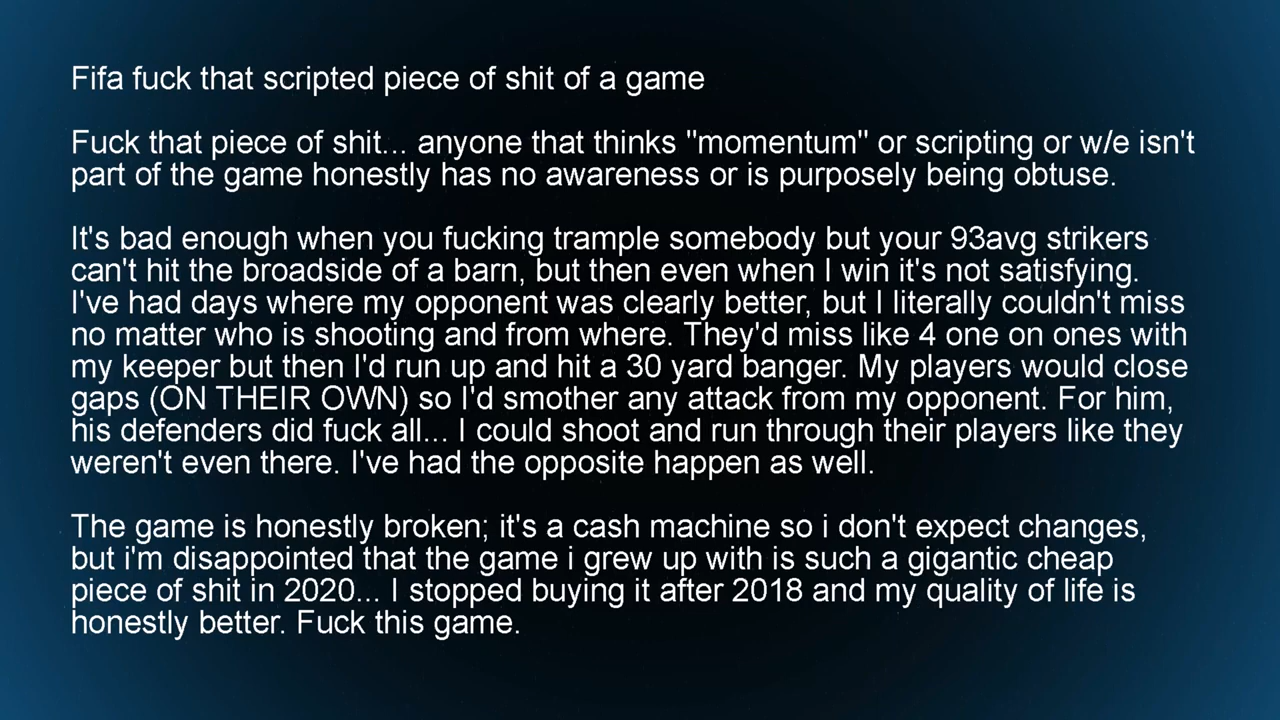 Fifa fuck that scripted piece of shit of a game
Fuck that piece of shit... anyone that thinks "momentum" or scripting or w/e isn't
part of the game honestly has no awareness or is purposely being obtuse.
It's bad enough when you fucking trample somebody but your 93avg strikers
can't hit the broadside of a barn, but then even when I win it's not satisfying.
I've had days where my opponent was clearly better, but I literally couldn't miss
no matter who is shooting and from where. They'd miss like 4 one on ones with
my keeper but then I'd run up and hit a 30 yard banger. My players would close
gaps (ON THEIR OWN) so I'd smother any attack from my opponent. For him,
his defenders did fuck all... I could shoot and run through their players like they
weren't even there. I've had the opposite happen as well.
The game is honestly broken; it's a cash machine so i don't expect changes,
but i'm disappointed that the game i grew up with is such a gigantic cheap
piece of shit in 2020... I stopped buying it after 2018 and my quality of life is
honestly better. Fuck this game.